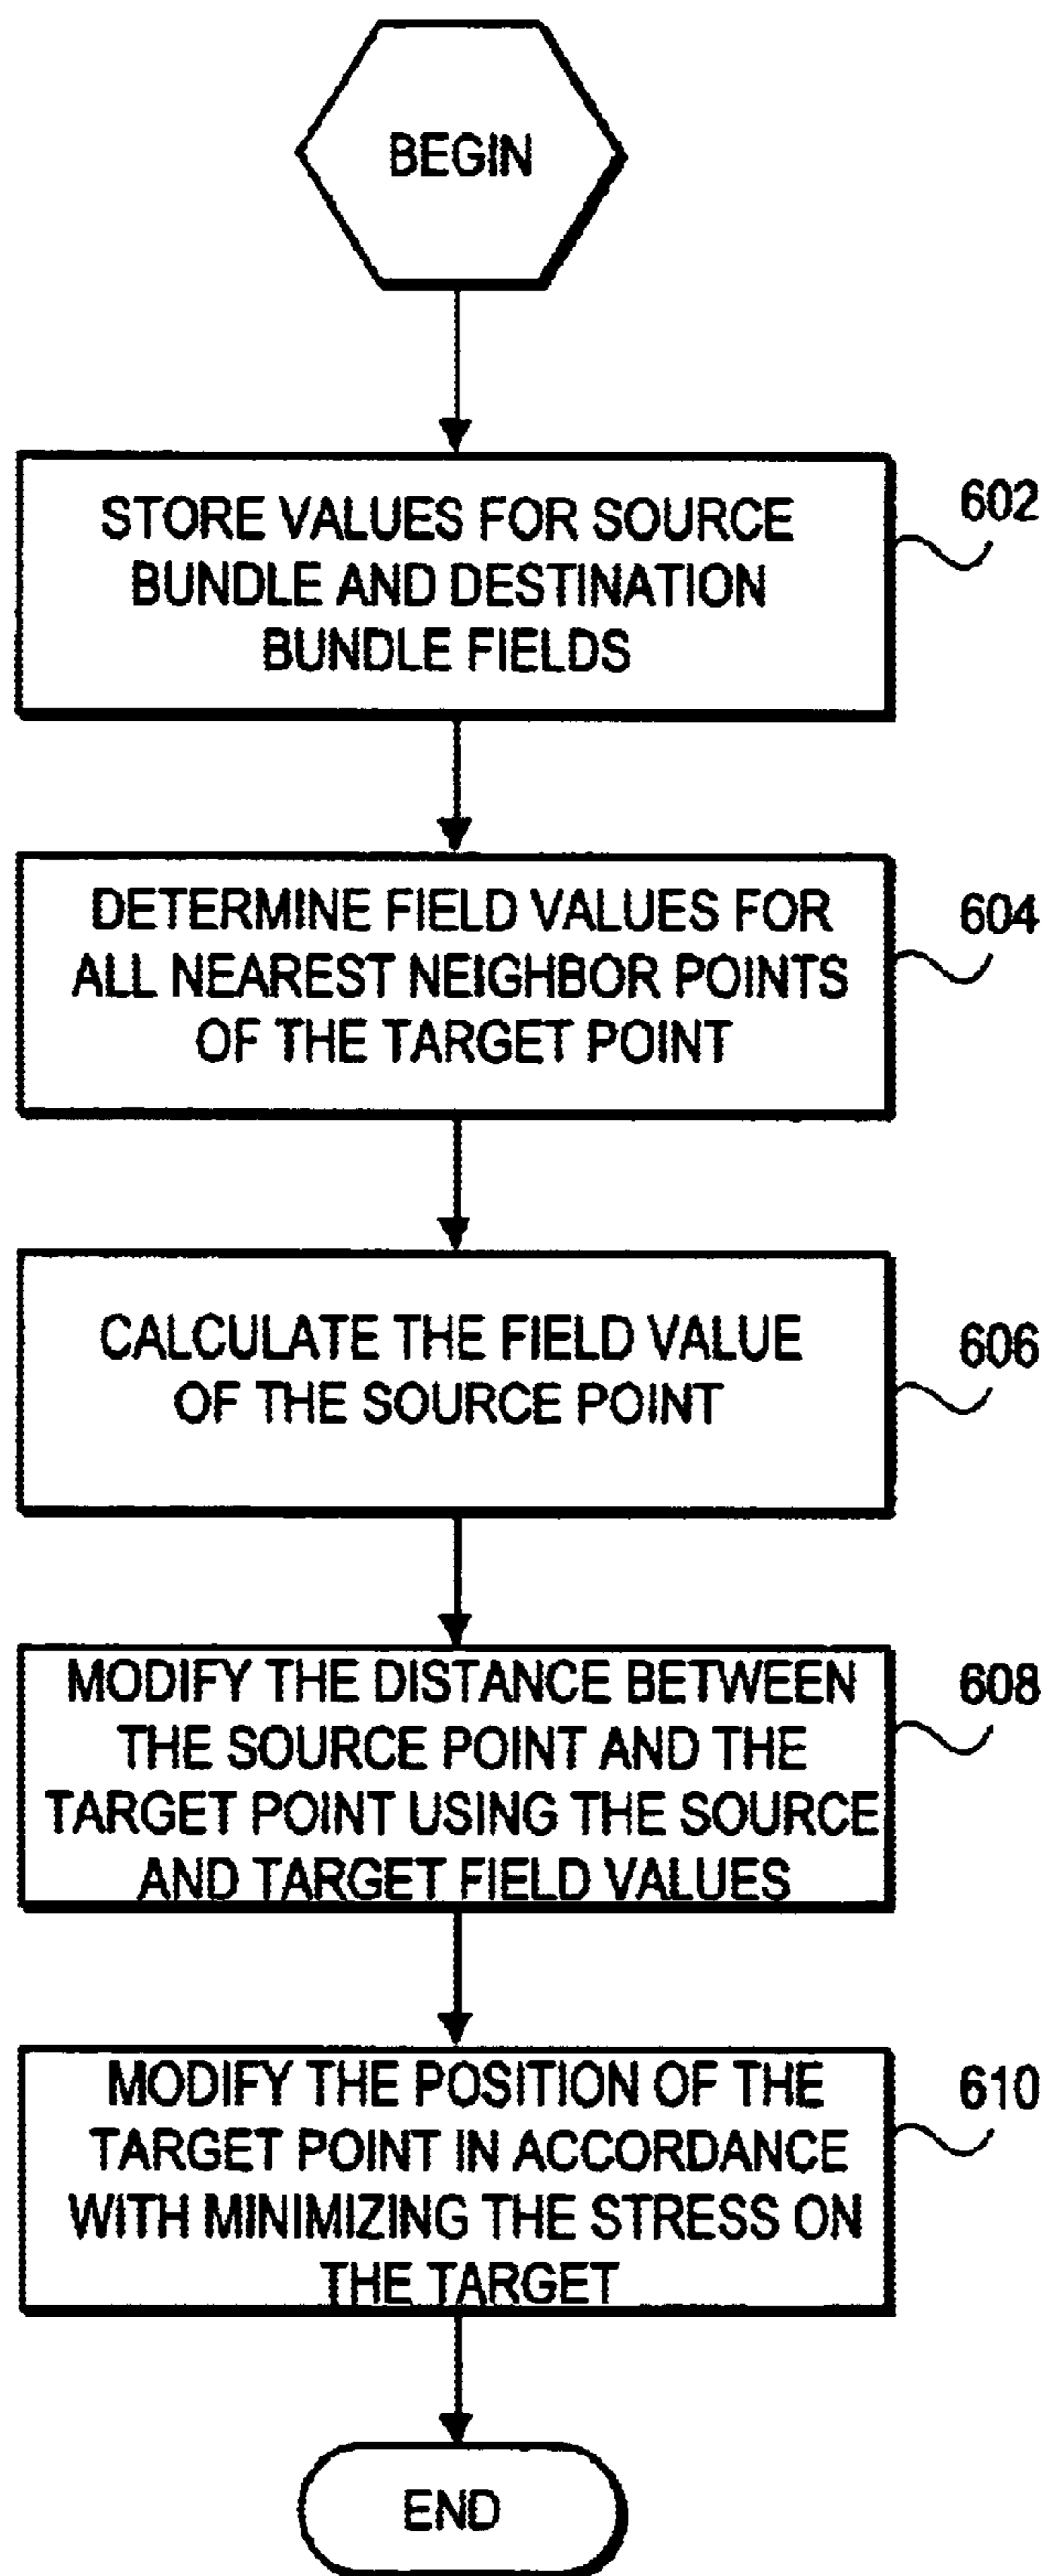 BEGIN
STORE VALUES FOR SOURCE
BUNDLE AND DESTINATION
BUNDLE FIELDS
602
DETERMINE FIELD VALUES FOR
ALL NEAREST NEIGHBOR POINTS
OF THE TARGET POINT
604
CALCULATE THE FIELD VALUE
OF THE SOURCE POINT
606
MODIFY THE DISTANCE BETWEEN
THE SOURCE POINT AND THE
TARGET POINT USING THE SOURCE
AND TARGET FIELD VALUES
608
MODIFY THE POSITION OF THE
TARGET POINT IN ACCORDANCE
WITH MINIMIZING THE STRESS ON
THE TARGET
610
END